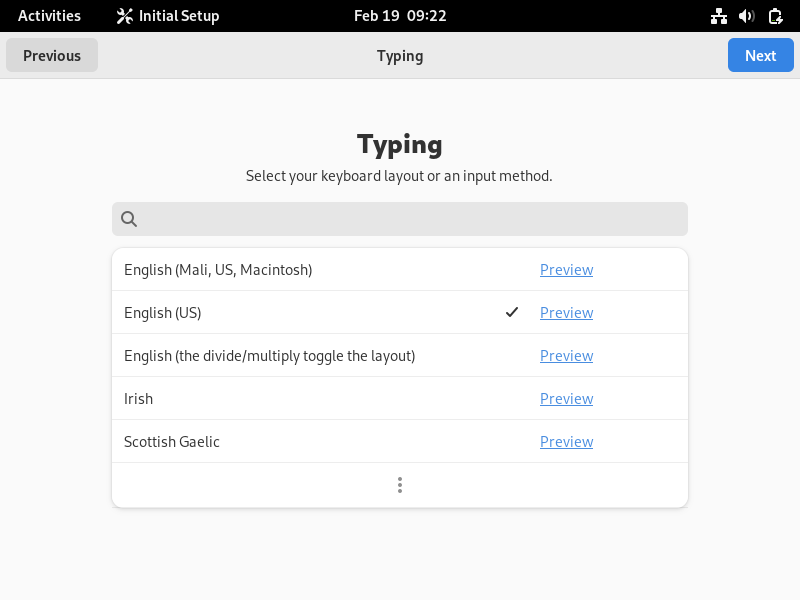 Activities Initial Setup Feb 19 09:22
Previous Typing Next
Typing
Select your keyboard layout or an input method.
English (Mali, US, Macintosh) Preview
English (US) Preview
English (the divide/multiply toggle the layout) Preview
Irish Preview
Scottish Gaelic Preview